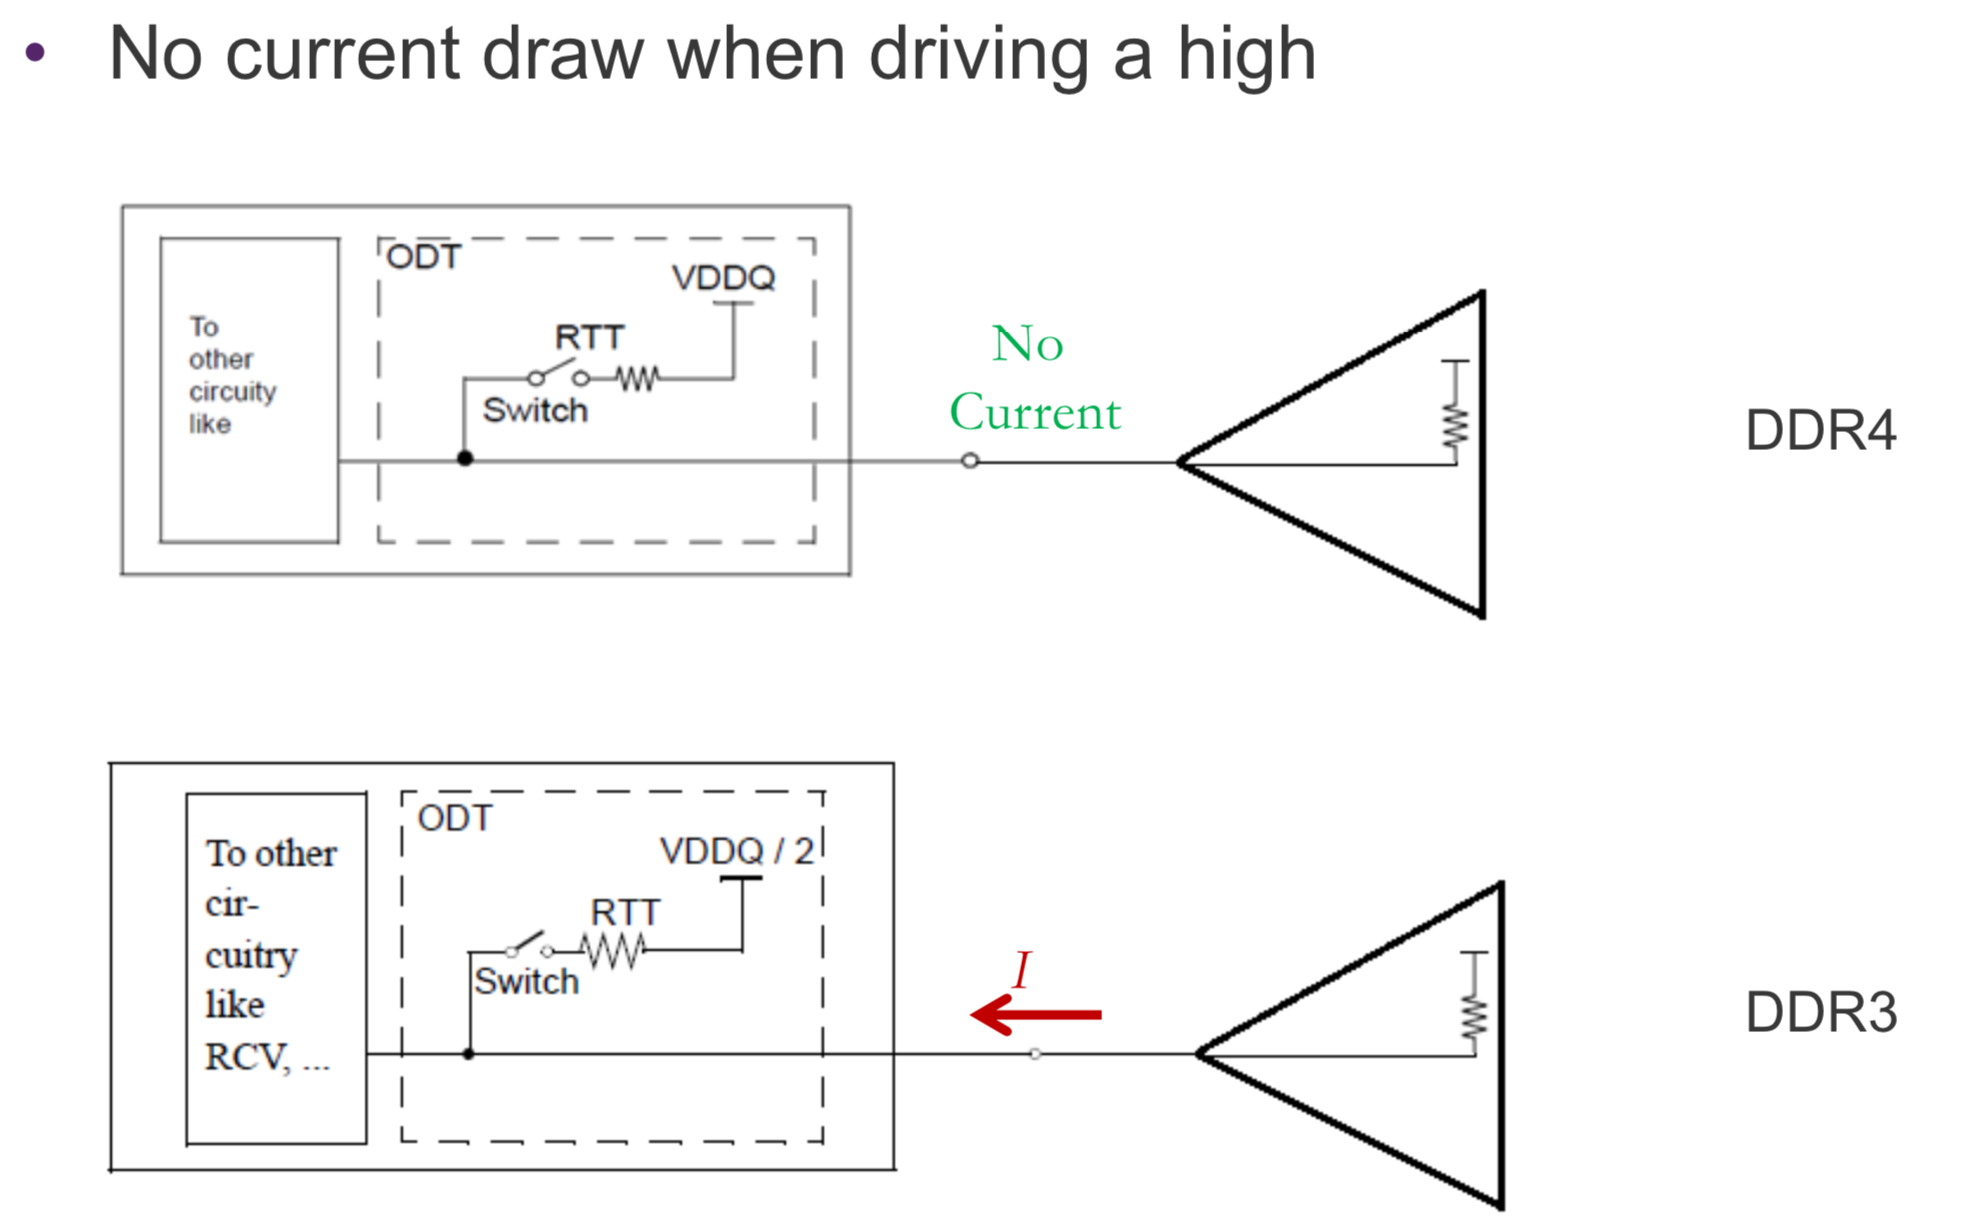 • No current draw when driving a high
ODT
VDDQ
To
other
circuity
like
RTT
Switch
No
Current
DDR4
ODT
VDDQ / 2
To other
cir-
cuitry
like
RCV, ...
RTT
Switch
I
DDR3